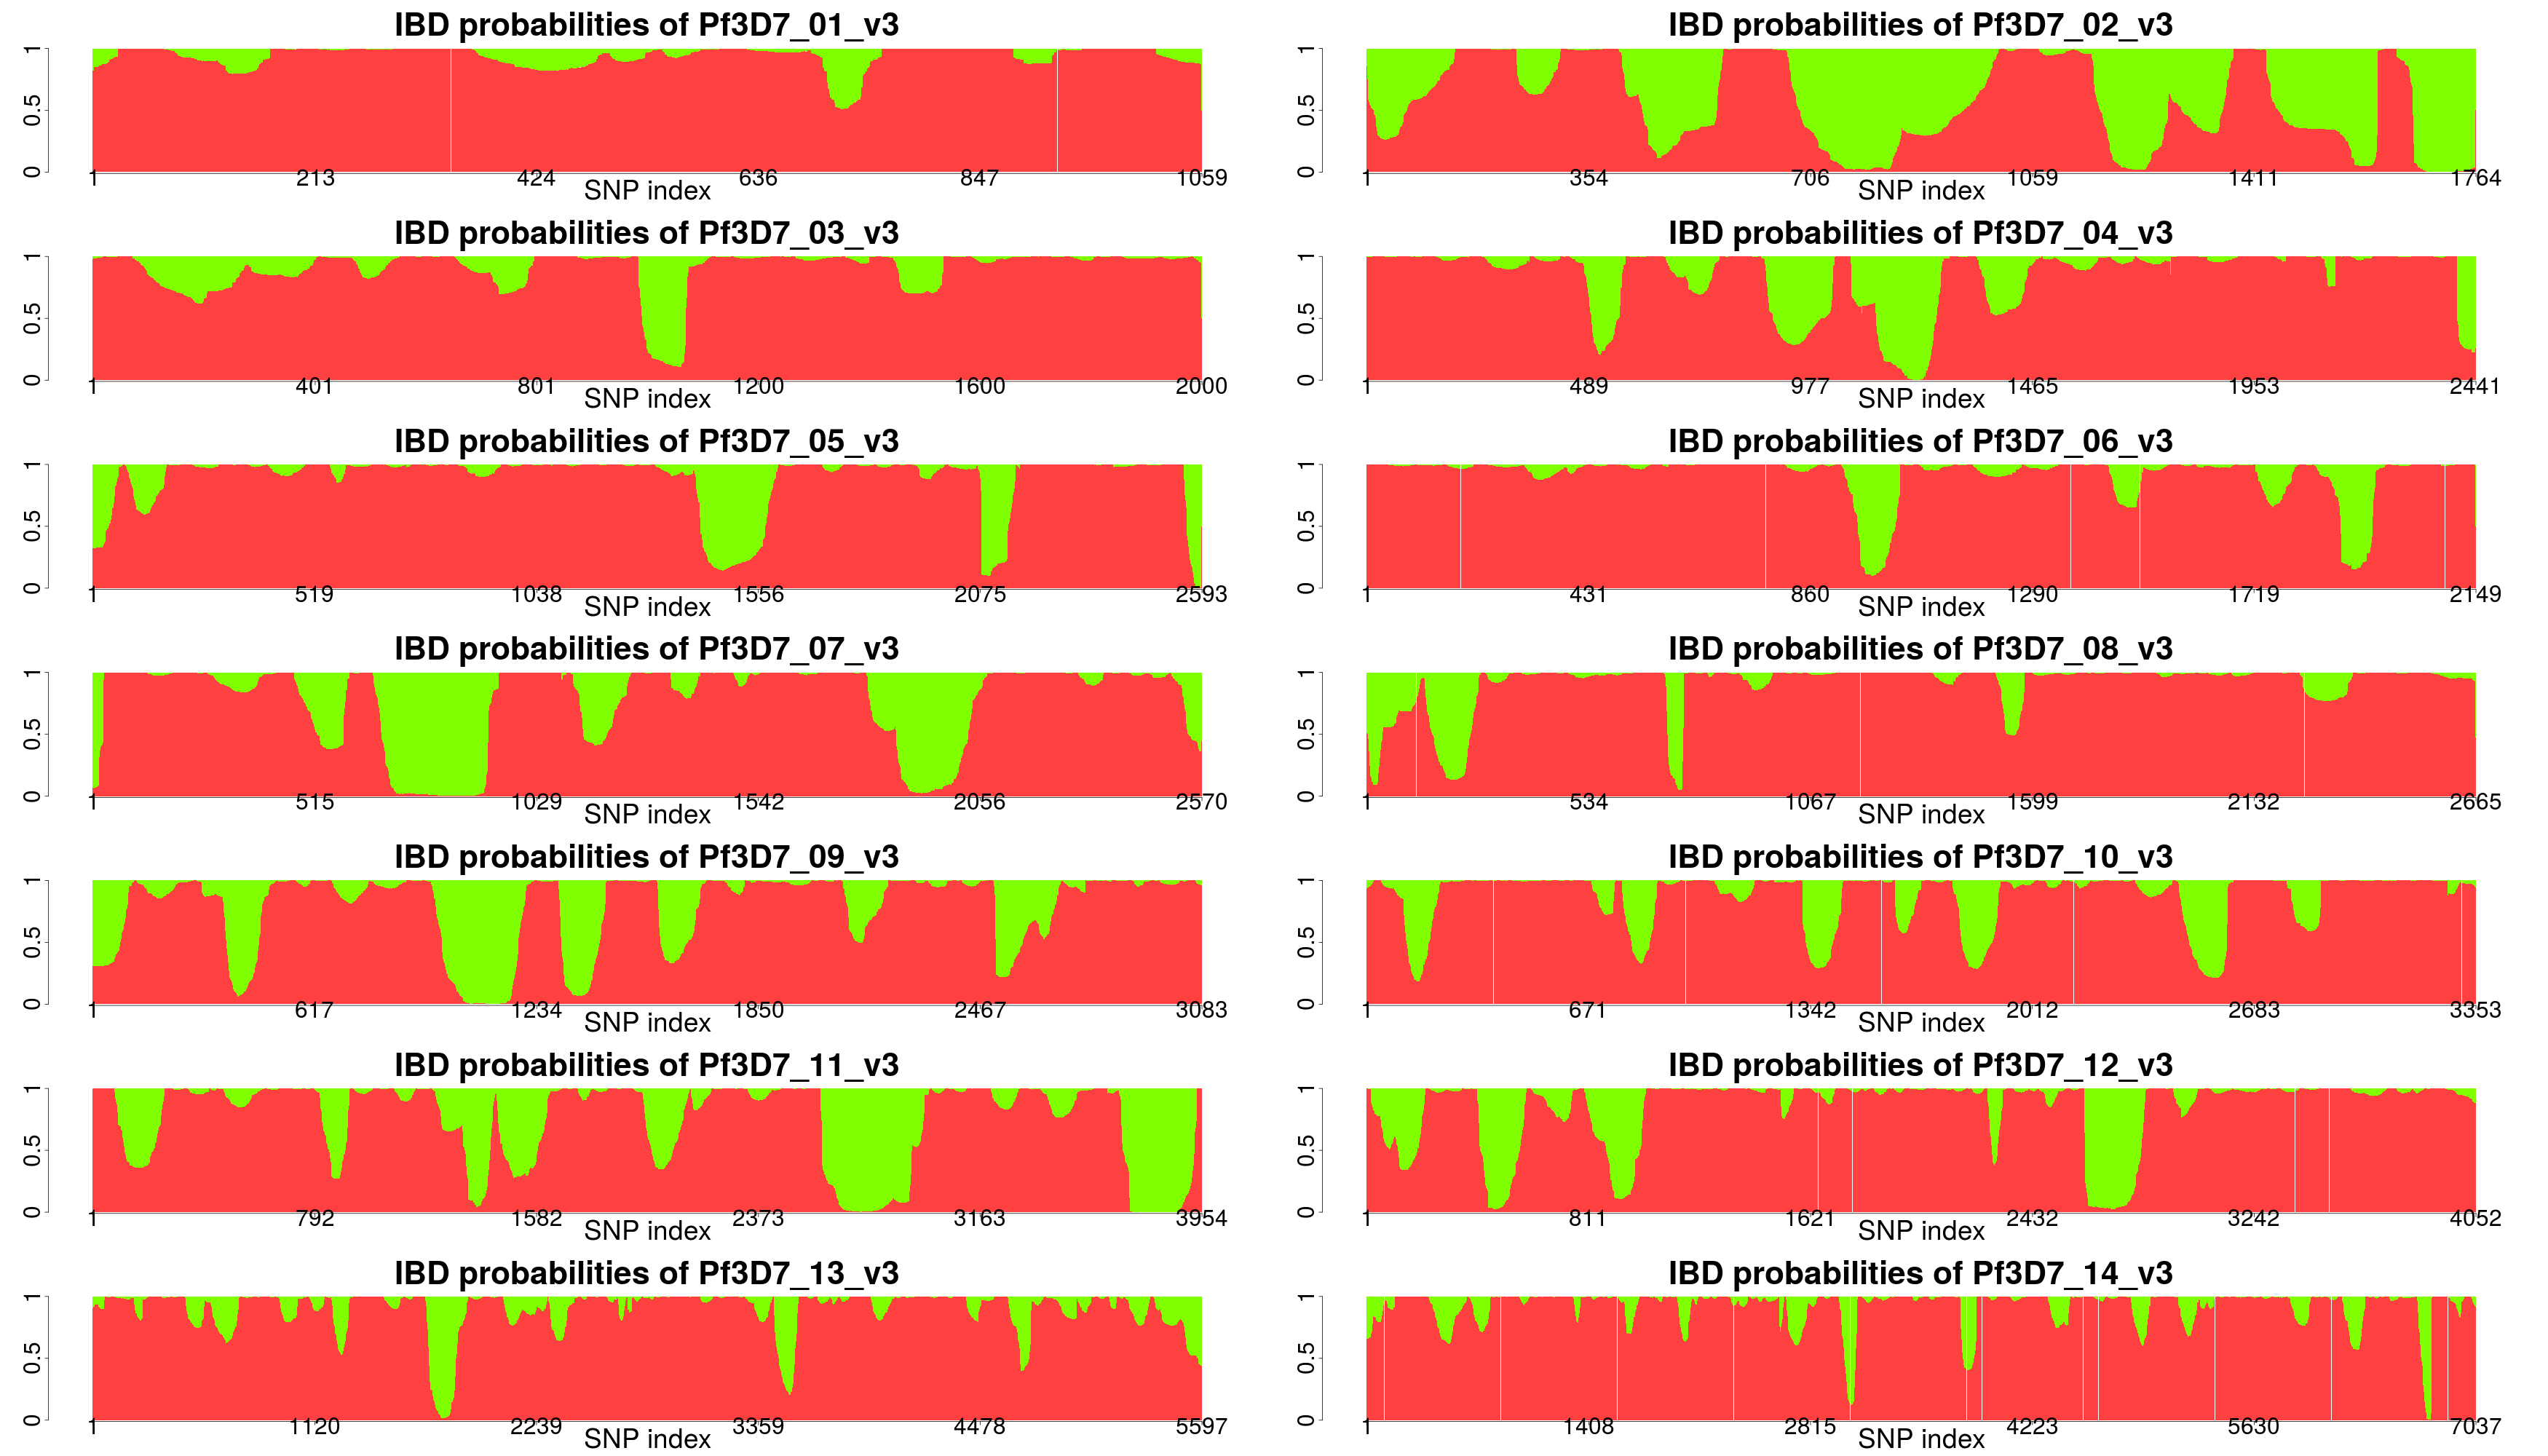 IBD probabilities of Pf3D7_01_v3
0 0.5 1
1 213 424 636 847 1059
SNP index
IBD probabilities of Pf3D7_02_v3
0 0.5 1
1 354 706 1059 1411 1764
SNP index
IBD probabilities of Pf3D7_03_v3
0 0.5 1
1 401 801 1200 1600 2000
SNP index
IBD probabilities of Pf3D7_04_v3
0 0.5 1
1 489 977 1465 1953 2441
SNP index
IBD probabilities of Pf3D7_05_v3
0 0.5 1
1 519 1038 1556 2075 2593
SNP index
IBD probabilities of Pf3D7_06_v3
0 0.5 1
1 431 860 1290 1719 2149
SNP index
IBD probabilities of Pf3D7_07_v3
0 0.5 1
1 515 1029 1542 2056 2570
SNP index
IBD probabilities of Pf3D7_08_v3
0 0.5 1
1 534 1067 1599 2132 2665
SNP index
IBD probabilities of Pf3D7_09_v3
0 0.5 1
1 617 1234 1850 2467 3083
SNP index
IBD probabilities of Pf3D7_10_v3
0 0.5 1
1 671 1342 2012 2683 3353
SNP index
IBD probabilities of Pf3D7_11_v3
0 0.5 1
1 792 1582 2373 3163 3954
SNP index
IBD probabilities of Pf3D7_12_v3
0 0.5 1
1 811 1621 2432 3242 4052
SNP index
IBD probabilities of Pf3D7_13_v3
0 0.5 1
1 1120 2239 3359 4478 5597
SNP index
IBD probabilities of Pf3D7_14_v3
0 0.5 1
1 1408 2815 4223 5630 7037
SNP index